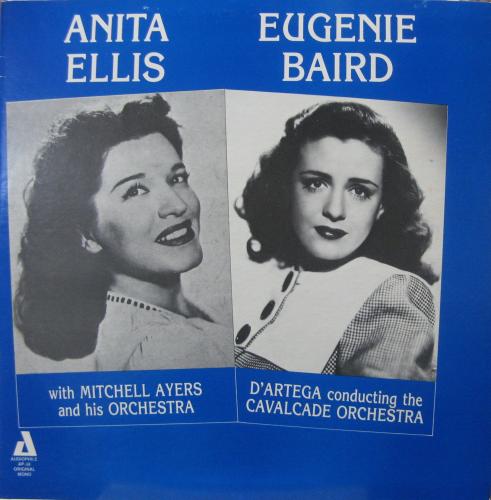 ANITA
ELLIS
EUGENIE
BAIRD
with MITCHELL AYERS
and his ORCHESTRA
D'ARTEGA conducting the
CAVALCADE ORCHESTRA
AUDIOPHILE
ORIGINAL
MONO